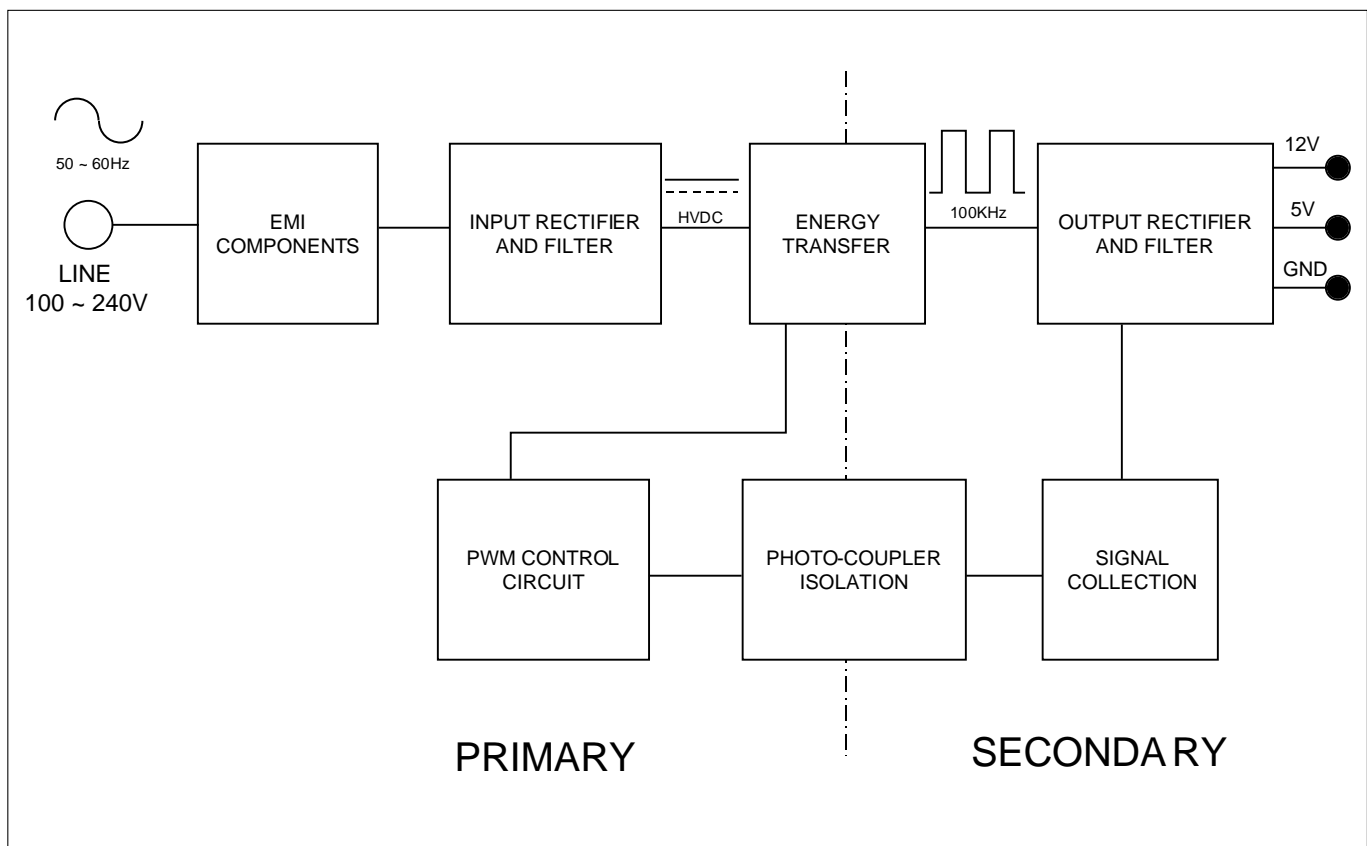 50 ~ 60Hz
LINE
100 ~ 240V
EMI
COMPONENTS
INPUT RECTIFIER
AND FILTER
HVDC
ENERGY
TRANSFER
100KHz
OUTPUT RECTIFIER
AND FILTER
12V
5V
GND
PWM CONTROL
CIRCUIT
PHOTO-COUPLER
ISOLATION
SIGNAL
COLLECTION
PRIMARY
SECONDARY